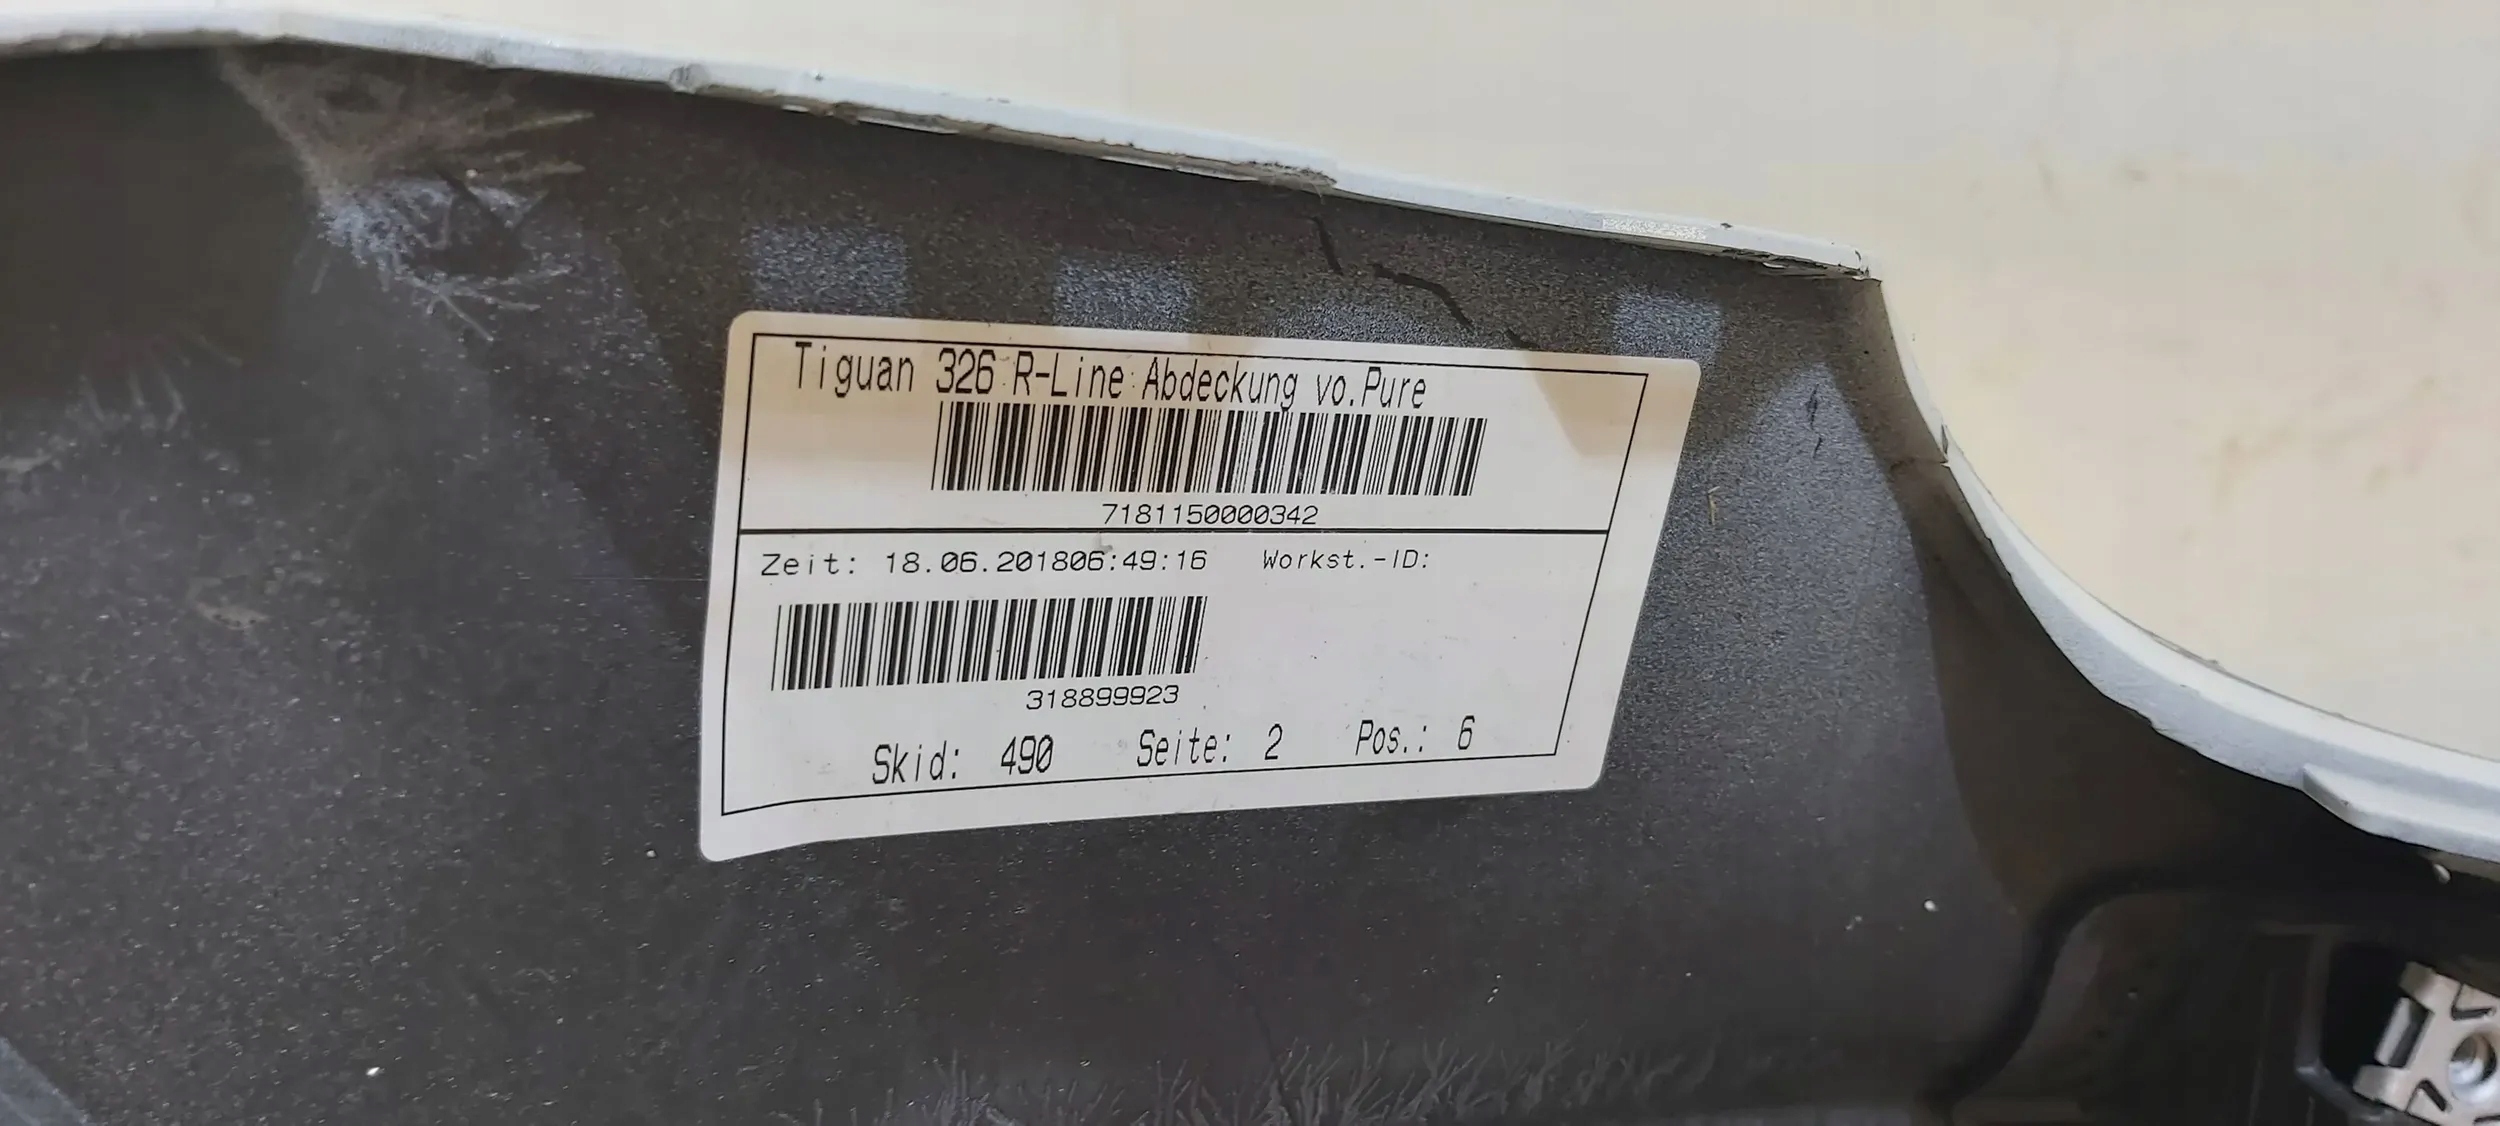 Tiguan 326 R-Line Abdeckung vo.Pure
7181150000342
Zeit: 18.06.201806:49:16 Workst.-ID:
318899923
Skid: 490 Seite: 2 Pos.: 6